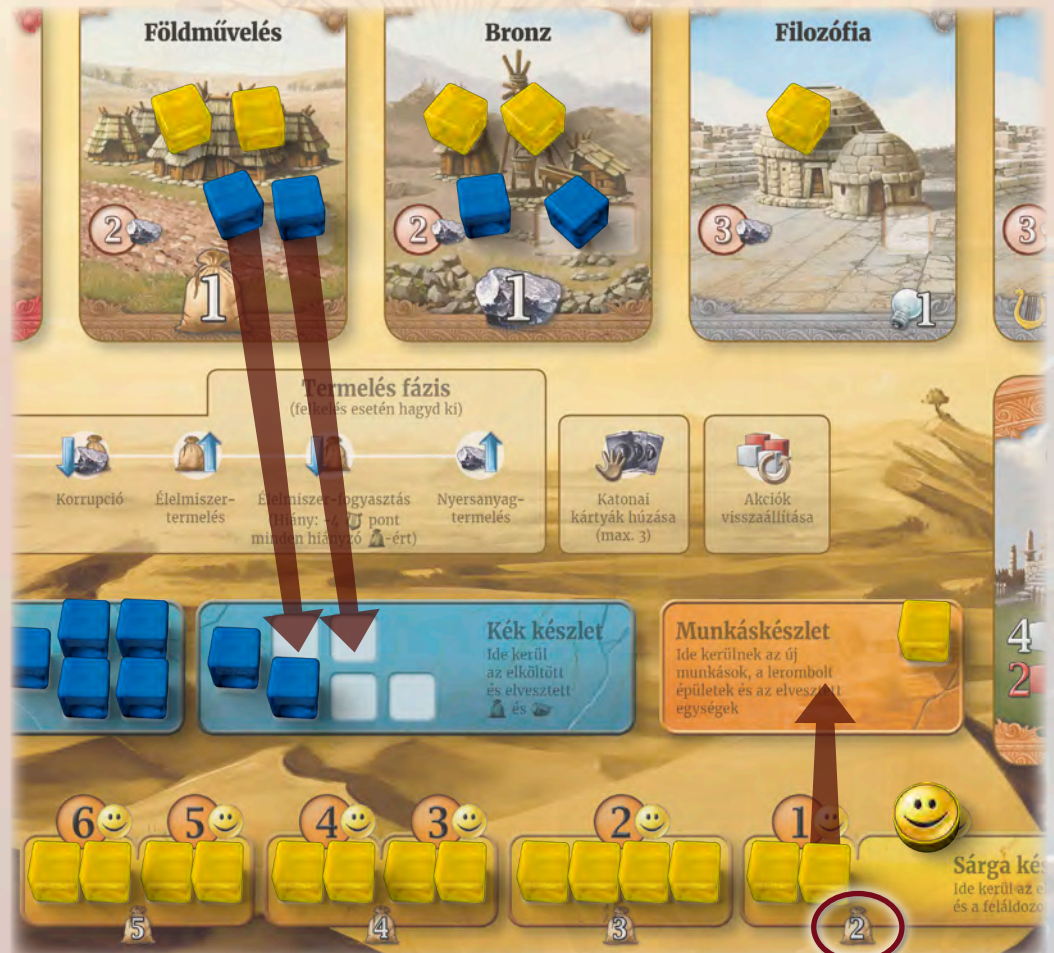 Földművelés
Bronz
Filozófia
2
1
2
1
3
1
3
Termelés fázis
(felkelés esetén hagyd ki)
Korrupció
Élelmiszer-
termelés
Élelmiszer-fogyasztás
(Hiány: -4 pont
minden hiányzó -ért)
Nyersanyag-
termelés
Katonai
kártyák húzása
(max. 3)
Akciók
visszaállítása
Kék készlet
Ide kerül
az elköltött
és elvesztett
és
Munkáskészlet
Ide kerülnek az új
munkások, a lerombolt
épületek és az elvesztett
egységek
4
2
6
5
4
3
2
1
5
4
3
2
Sárga kés
Ide kerül az el
és a feláldozo